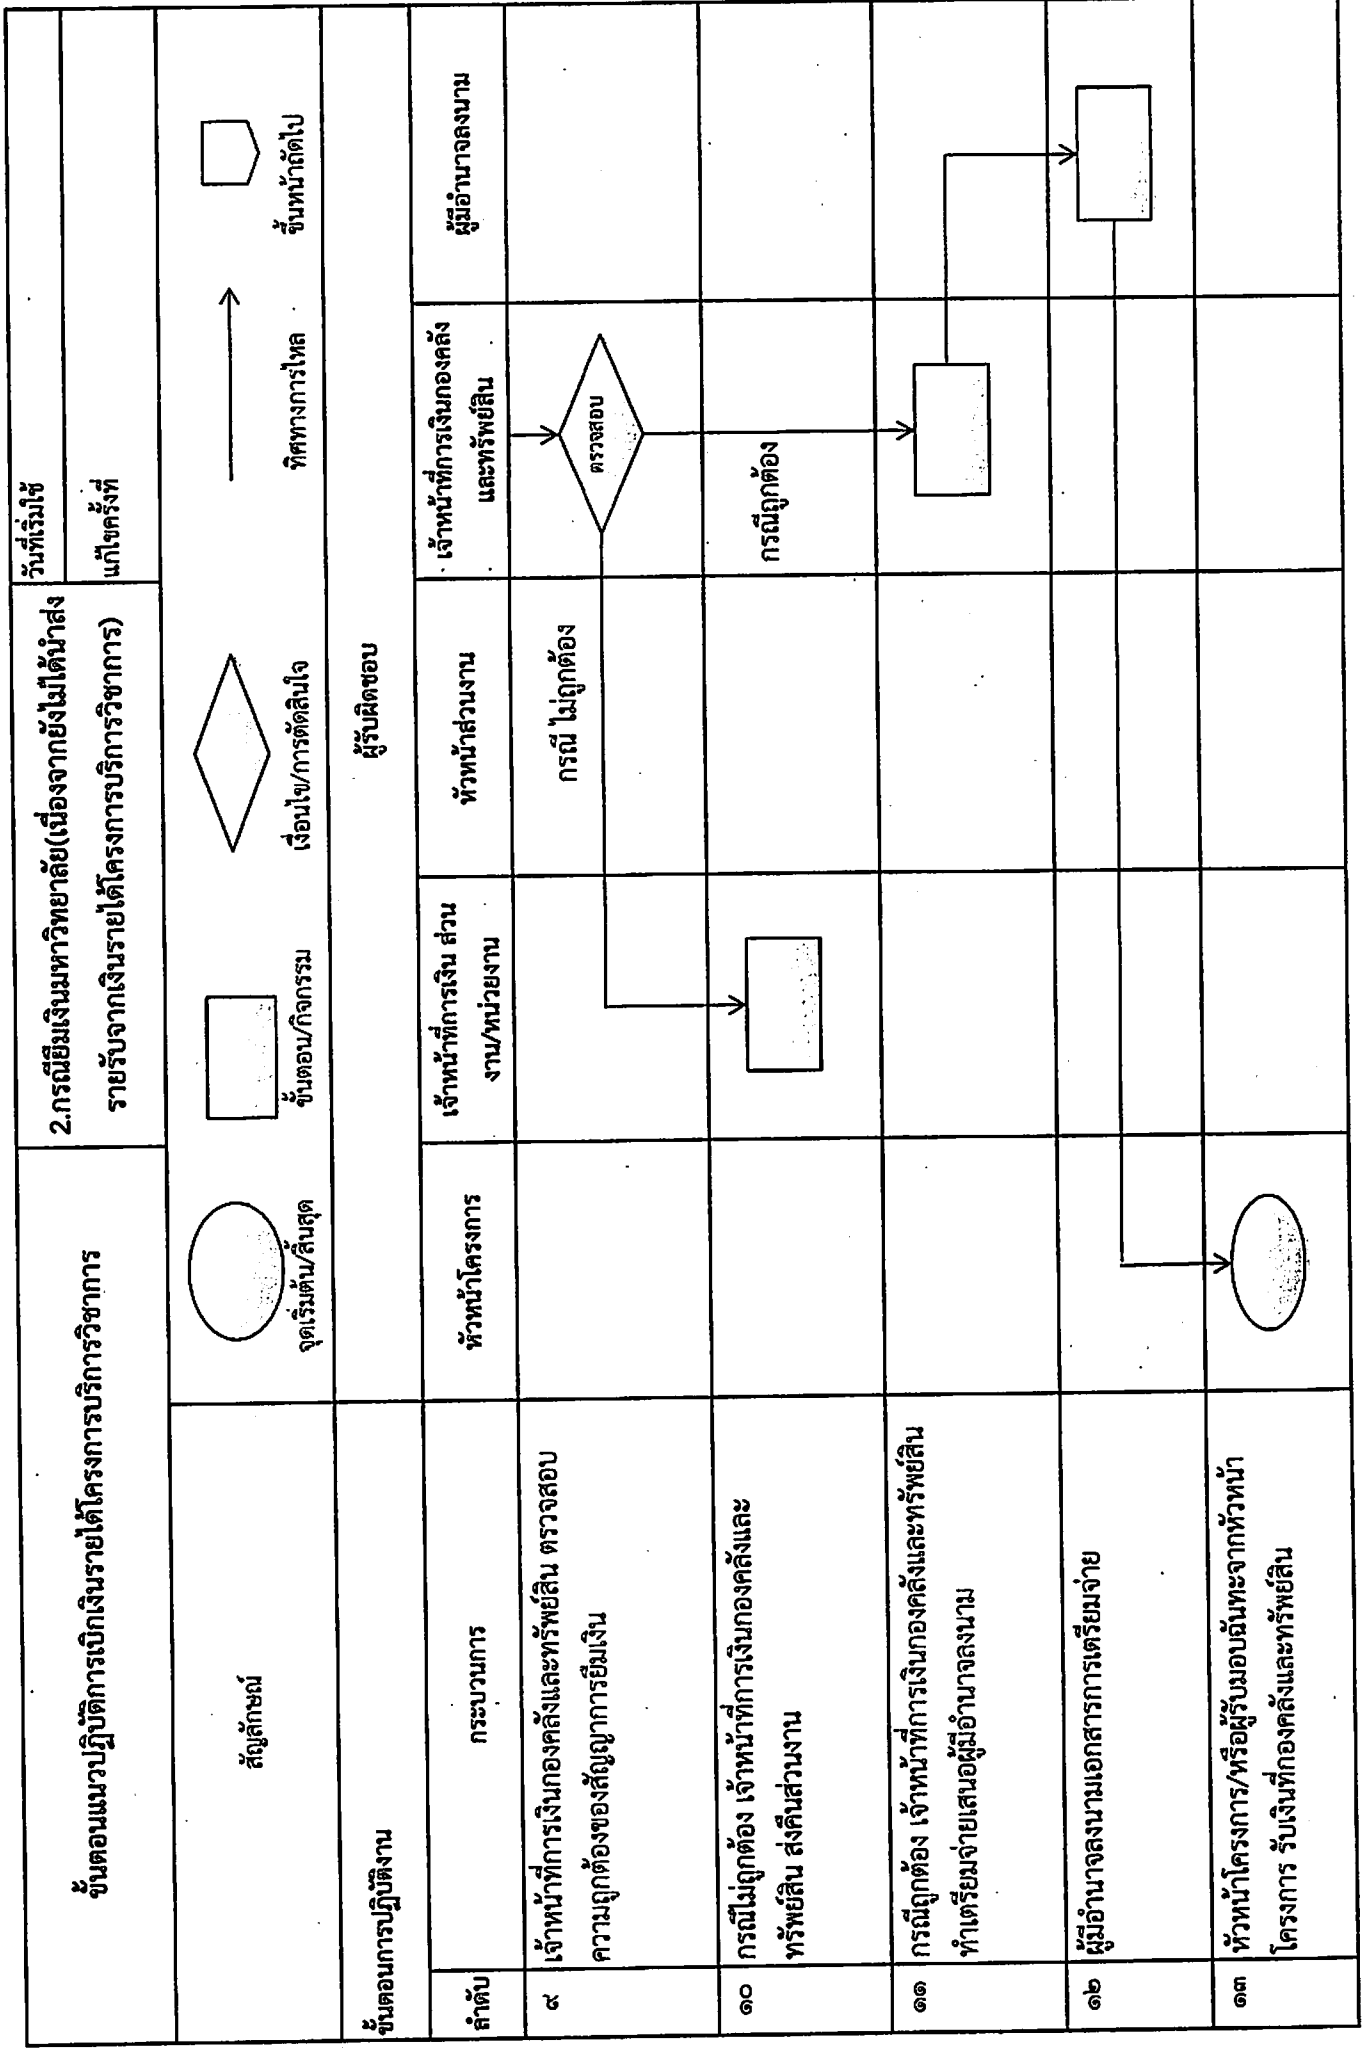 ขั้นตอนแนวปฏิบัติการเบิกเงินรายได้โครงการบริการวิชาการ
2.กรณียืมเงินมหาวิทยาลัย(เนื่องจากยังไม่ได้นำส่ง
รายรับจากเงินรายได้โครงการบริการวิชาการ)
วันที่เริ่มใช้
แก้ไขครั้งที่
สัญลักษณ์
จุดเริ่มต้น/สิ้นสุด
ขั้นตอน/กิจกรรม
เงื่อนไข/การตัดสินใจ
ทิศทางการไหล
ขึ้นหน้าถัดไป
ขั้นตอนการปฏิบัติงาน
ผู้รับผิดชอบ
ลำดับ
กระบวนการ
หัวหน้าโครงการ
เจ้าหน้าที่การเงิน ส่วน
งาน/หน่วยงาน
หัวหน้าส่วนงาน
เจ้าหน้าที่การเงินกองคลัง
และทรัพย์สิน
ผู้มีอำนาจลงนาม
๙
เจ้าหน้าที่การเงินกองคลังและทรัพย์สิน ตรวจสอบ
ความถูกต้องของสัญญาการยืมเงิน
กรณี ไม่ถูกต้อง
ตรวจสอบ
๑๐
กรณีไม่ถูกต้อง เจ้าหน้าที่การเงินกองคลังและ
ทรัพย์สิน ส่งคืนส่วนงาน
กรณีถูกต้อง
๑๑
กรณีถูกต้อง เจ้าหน้าที่การเงินกองคลังและทรัพย์สิน
ทำเตรียมจ่ายเสนอผู้มีอำนาจลงนาม
๑๒
ผู้มีอำนาจลงนามเอกสารการเตรียมจ่าย
๑๓
หัวหน้าโครงการ/หรือผู้รับมอบฉันทะจากหัวหน้า
โครงการ รับเงินที่กองคลังและทรัพย์สิน